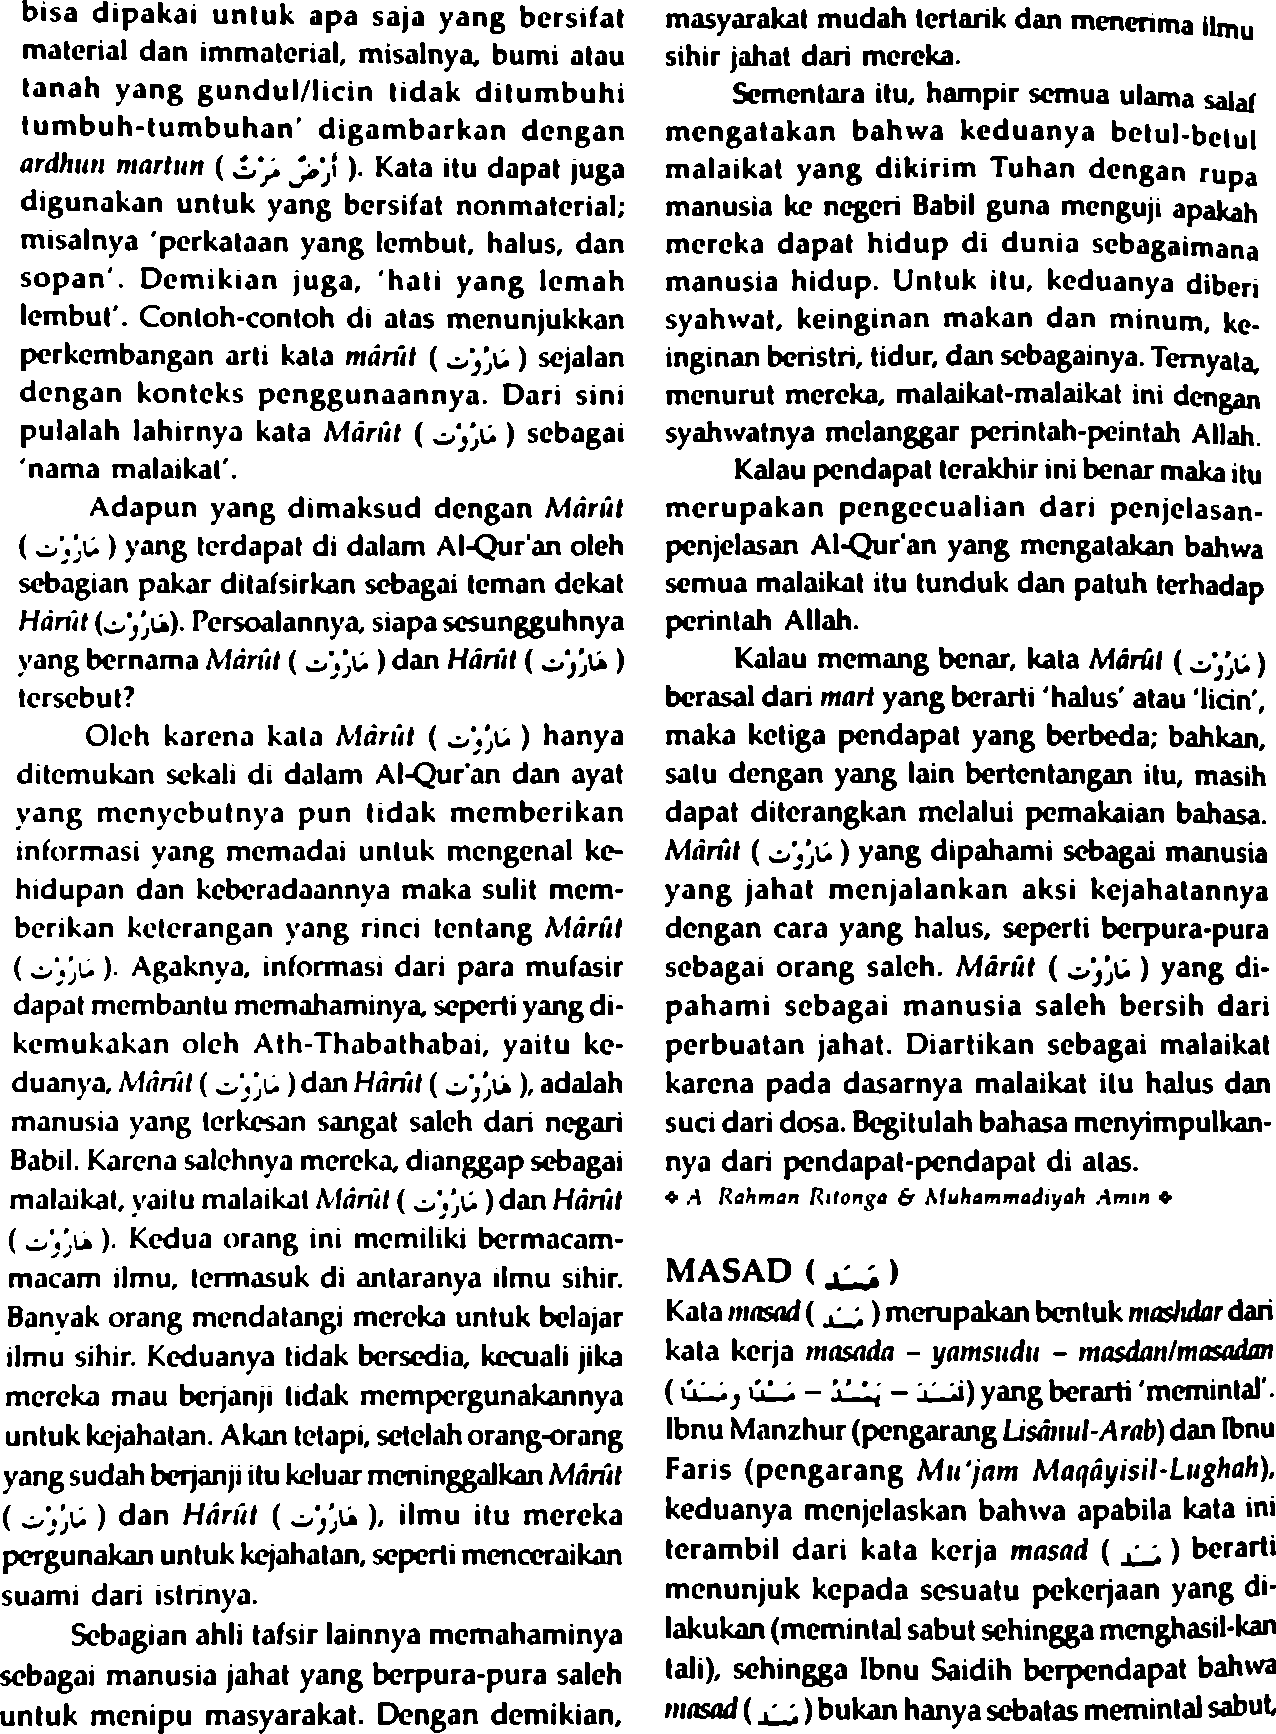 bisa dipakai untuk apa saja yang bersifat
material dan immaterial, misalnya, bumi atau
tanah yang gundul/licin tidak ditumbuhi
tumbuh-tumbuhan' digambarkan dengan
ardhun martun ( أَرْضٌ مَرْتٌ ). Kata itu dapat juga
digunakan untuk yang bersifat nonmaterial;
misalnya 'perkataan yang lembut, halus, dan
sopan'. Demikian juga, 'hati yang lemah
lembut'. Contoh-contoh di atas menunjukkan
perkembangan arti kata mârût ( مَارُوْتَ ) sejalan
dengan konteks penggunaannya. Dari sini
pulalah lahirnya kata Mârût ( مَارُوْتَ ) sebagai
'nama malaikat'.
Adapun yang dimaksud dengan Mârût
( مَارُوْتَ ) yang terdapat di dalam Al-Qur'an oleh
sebagian pakar ditafsirkan sebagai teman dekat
Hârût (هَارُوْتَ). Persoalannya, siapa sesungguhnya
yang bernama Mârût ( مَارُوْتَ ) dan Hârût ( هَارُوْتَ )
tersebut?
Oleh karena kata Mârût ( مَارُوْتَ ) hanya
ditemukan sekali di dalam Al-Qur'an dan ayat
yang menyebutnya pun tidak memberikan
informasi yang memadai untuk mengenal ke-
hidupan dan keberadaannya maka sulit mem-
berikan keterangan yang rinci tentang Mârût
( مَارُوْتَ ). Agaknya, informasi dari para mufasir
dapat membantu memahaminya, seperti yang di-
kemukakan oleh Ath-Thabathabai, yaitu ke-
duanya, Mârût ( مَارُوْتَ ) dan Hârût ( هَارُوْتَ ), adalah
manusia yang terkesan sangat saleh dari negari
Babil. Karena salehnya mereka, dianggap sebagai
malaikat, yaitu malaikat Mârût ( مَارُوْتَ ) dan Hârût
( هَارُوْتَ ). Kedua orang ini memiliki bermacam-
macam ilmu, termasuk di antaranya ilmu sihir.
Banyak orang mendatangi mereka untuk belajar
ilmu sihir. Keduanya tidak bersedia, kecuali jika
mereka mau berjanji tidak mempergunakannya
untuk kejahatan. Akan tetapi, setelah orang-orang
yang sudah berjanji itu keluar meninggalkan Mârût
( مَارُوْتَ ) dan Hârût ( هَارُوْتَ ), ilmu itu mereka
pergunakan untuk kejahatan, seperti menceraikan
suami dari istrinya.
Sebagian ahli tafsir lainnya memahaminya
sebagai manusia jahat yang berpura-pura saleh
untuk menipu masyarakat. Dengan demikian,
masyarakat mudah tertarik dan menerima ilmu
sihir jahat dari mereka.
Sementara itu, hampir semua ulama salaf
mengatakan bahwa keduanya betul-betul
malaikat yang dikirim Tuhan dengan rupa
manusia ke negeri Babil guna menguji apakah
mereka dapat hidup di dunia sebagaimana
manusia hidup. Untuk itu, keduanya diberi
syahwat, keinginan makan dan minum, ke-
inginan beristri, tidur, dan sebagainya. Ternyata,
menurut mereka, malaikat-malaikat ini dengan
syahwatnya melanggar perintah-peintah Allah.
Kalau pendapat terakhir ini benar maka itu
merupakan pengecualian dari penjelasan-
penjelasan Al-Qur'an yang mengatakan bahwa
semua malaikat itu tunduk dan patuh terhadap
perintah Allah.
Kalau memang benar, kata Mârût ( مَارُوْتَ )
berasal dari mart yang berarti 'halus' atau 'licin',
maka ketiga pendapat yang berbeda; bahkan,
satu dengan yang lain bertentangan itu, masih
dapat diterangkan melalui pemakaian bahasa.
Mârût ( مَارُوْتَ ) yang dipahami sebagai manusia
yang jahat menjalankan aksi kejahatannya
dengan cara yang halus, seperti berpura-pura
sebagai orang saleh. Mârût ( مَارُوْتَ ) yang di-
pahami sebagai manusia saleh bersih dari
perbuatan jahat. Diartikan sebagai malaikat
karena pada dasarnya malaikat itu halus dan
suci dari dosa. Begitulah bahasa menyimpulkan-
nya dari pendapat-pendapat di atas.
❖ A Rahman Ritonga & Muhammadiyah Amin ❖
MASAD ( مَسَد )
Kata masad ( مَسَد ) merupakan bentuk mashdar dari
kata kerja masada – yamsudu – masdan/masadan
( مَسَدَ – يَمْسُدُ – مَسْدًا و مَسَدًا) yang berarti 'memintal'.
Ibnu Manzhur (pengarang Lisânul-Arab) dan Ibnu
Faris (pengarang Mu'jam Maqâyisil-Lughah),
keduanya menjelaskan bahwa apabila kata ini
terambil dari kata kerja masad ( مَسَد ) berarti
menunjuk kepada sesuatu pekerjaan yang di-
lakukan (memintal sabut sehingga menghasil-kan
tali), sehingga Ibnu Saidih berpendapat bahwa
masad ( مَسَد ) bukan hanya sebatas memintal sabut,